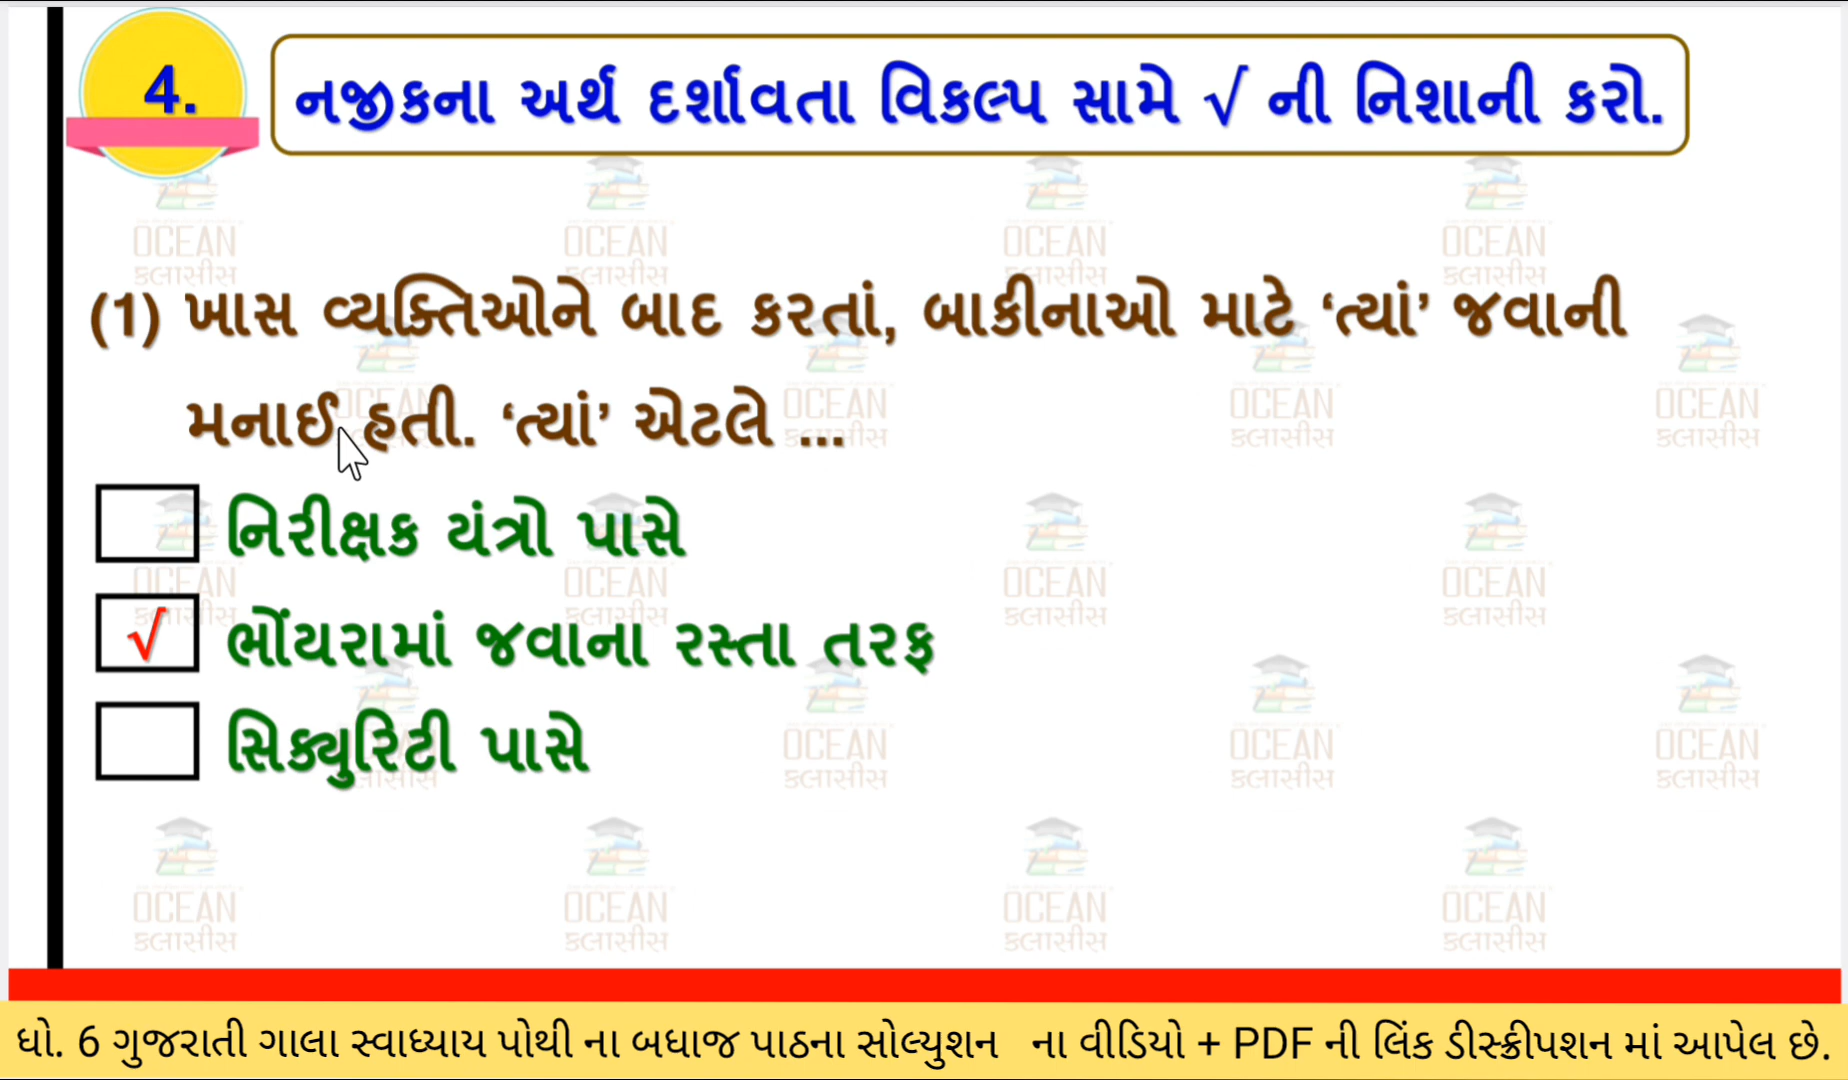 4.
નજીકના અર્થ દર્શાવતા વિકલ્પ સામે √ ની નિશાની કરો.
(1) ખાસ વ્યક્તિઓને બાદ કરતાં, બાકીનાઓ માટે ‘ત્યાં’ જવાની
મનાઈ હતી. ‘ત્યાં’ એટલે ...
નિરીક્ષક યંત્રો પાસે
√ ભોંયરામાં જવાના રસ્તા તરફ
સિક્યુરિટી પાસે
OCEAN
ક્લાસીસ
ધો. 6 ગુજરાતી ગાલા સ્વાધ્યાય પોથી ના બધાજ પાઠના સોલ્યુશન ના વીડિયો + PDF ની લિંક ડીસ્ક્રીપશન માં આપેલ છે.